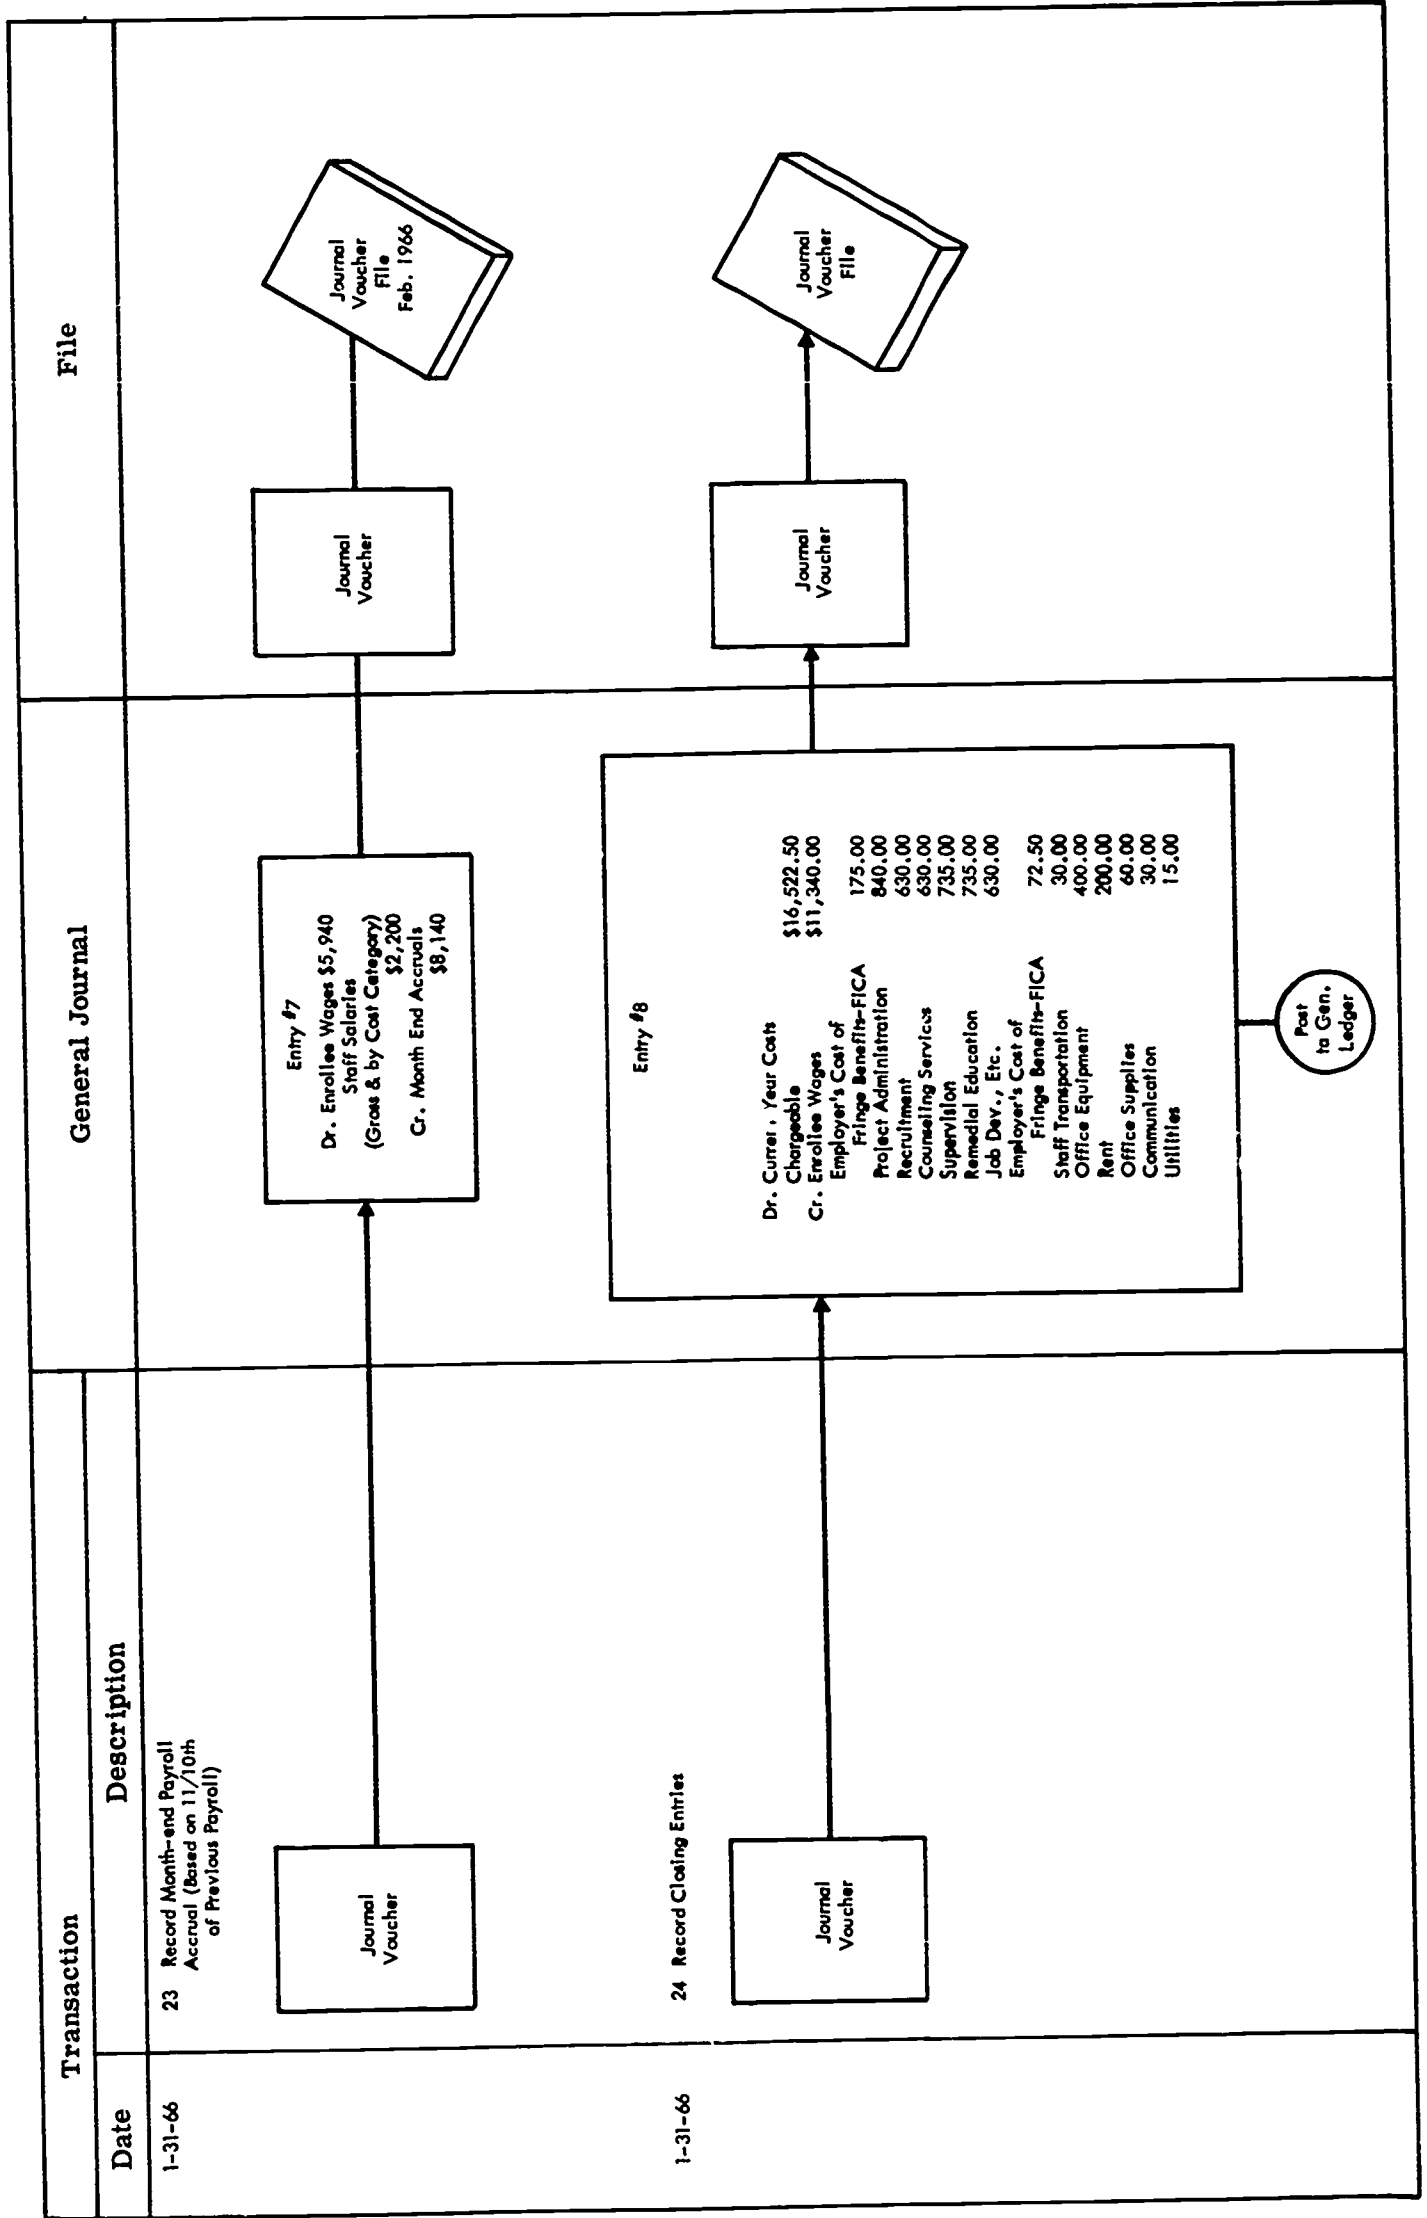 Transaction
General Journal
File
Date
Description
1-31-66
23 Record Month-end Payroll
Accrual (Based on 11/10th
of Previous Payroll)
Journal
Voucher
Entry #7
Dr. Enrollee Wages $5,940
Staff Salaries
(Gross & by Cost Category)
$2,200
Cr. Month End Accruals
$8,140
Journal
Voucher
Journal
Voucher
File
Feb. 1966
1-31-66
24 Record Closing Entries
Journal
Voucher
Entry #8
Dr. Curren. Year Costs
Chargeable $16,522.50
Cr. Enrollee Wages $11,340.00
Employer's Cost of
Fringe Benefits-FICA 175.00
Project Administration 840.00
Recruitment 630.00
Counseling Services 630.00
Supervision 735.00
Remedial Education 735.00
Job Dev., Etc. 630.00
Employer's Cost of
Fringe Benefits-FICA 72.50
Staff Transportation 30.00
Office Equipment 400.00
Rent 200.00
Office Supplies 60.00
Communication 30.00
Utilities 15.00
Post
to Gen.
Ledger
Journal
Voucher
Journal
Voucher
File